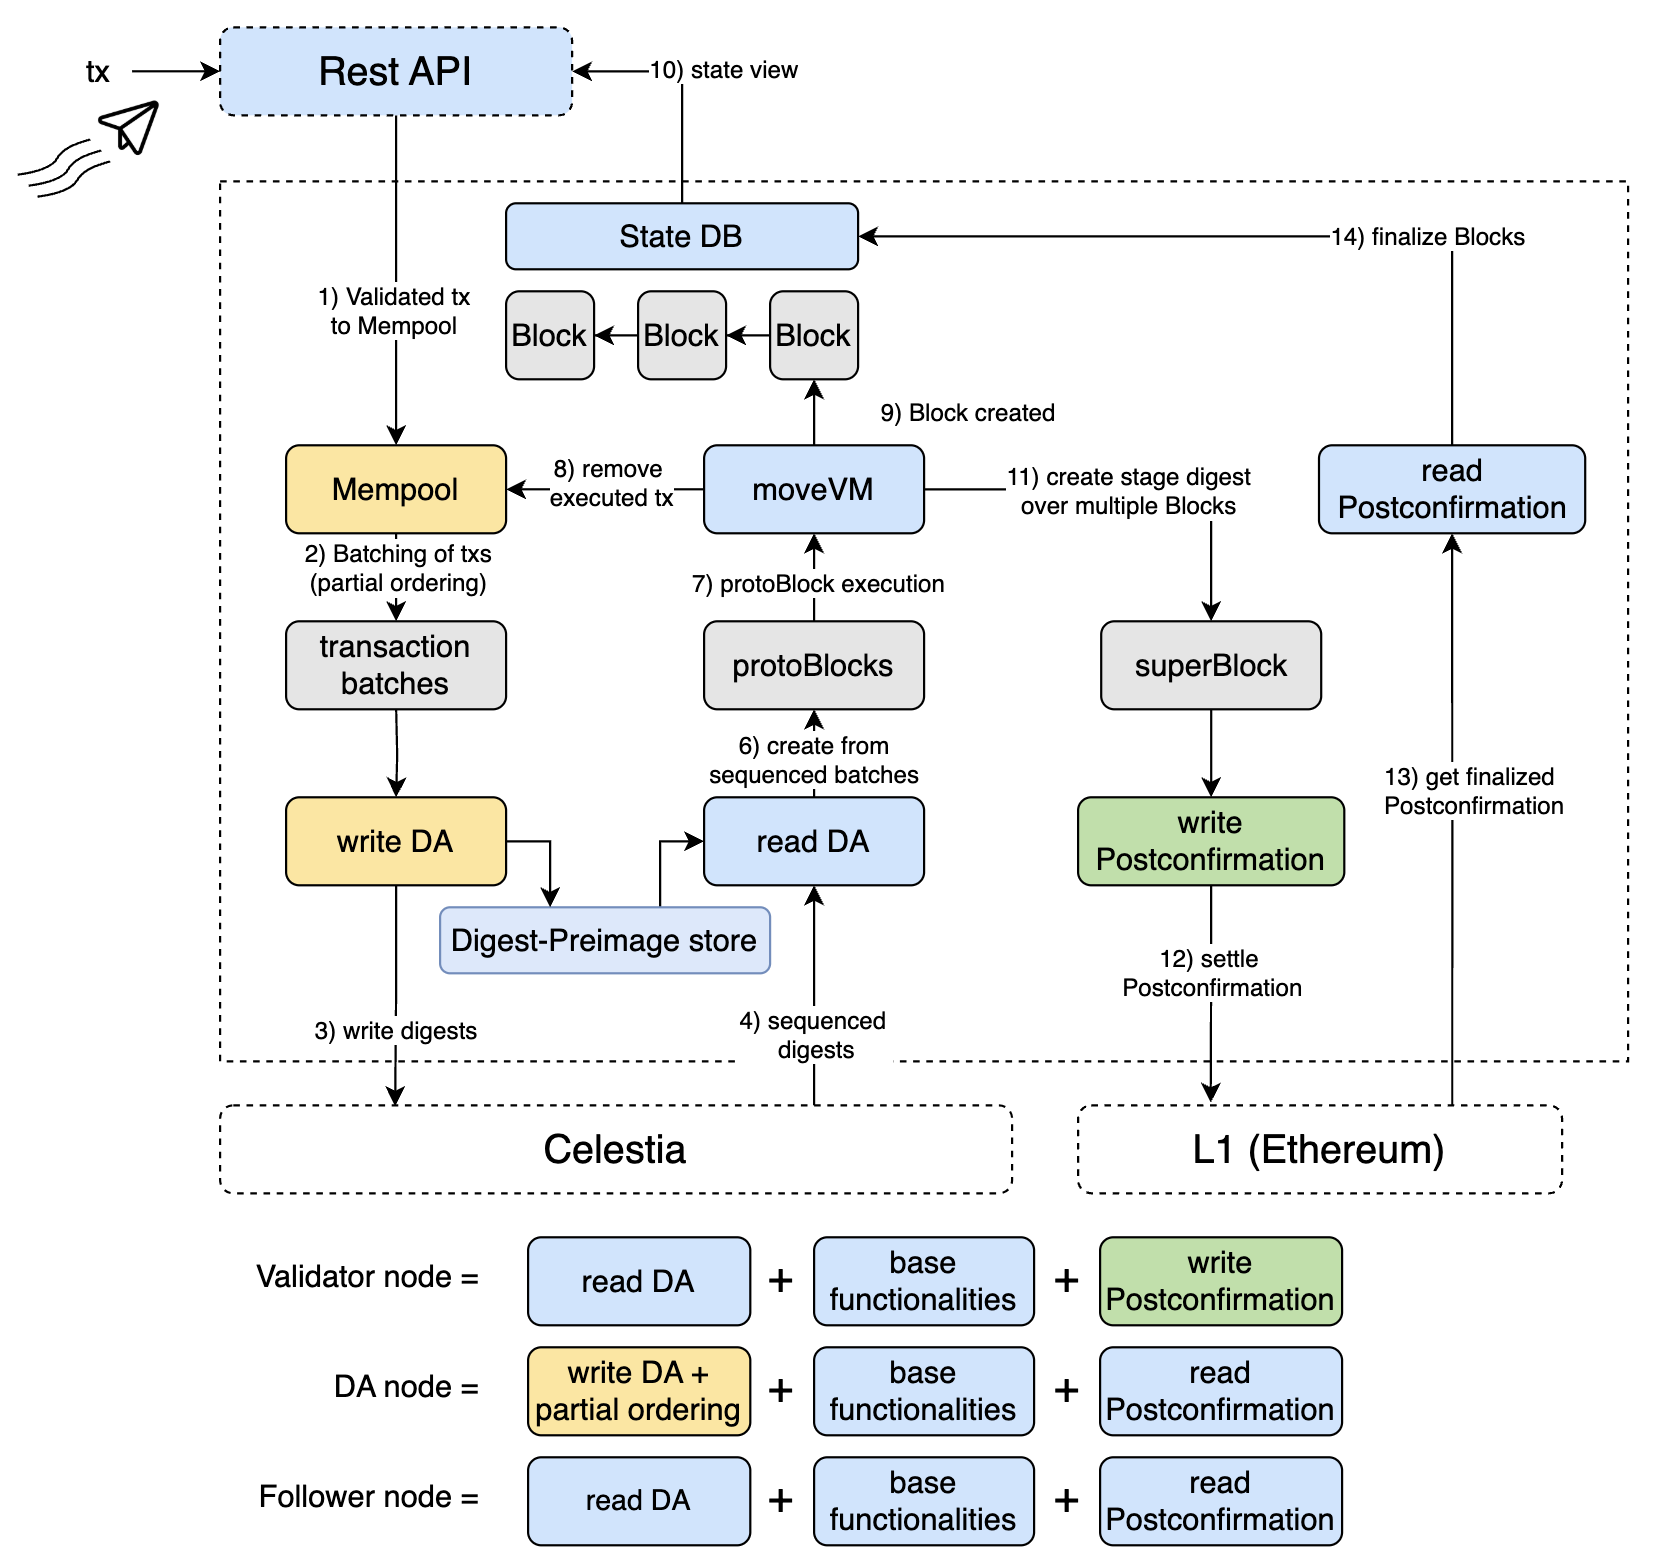 tx
Rest API
10) state view
State DB
14) finalize Blocks
1) Validated tx
to Mempool
Block
Block
Block
9) Block created
Mempool
8) remove
executed tx
moveVM
11) create stage digest
over multiple Blocks
read
Postconfirmation
2) Batching of txs
(partial ordering)
7) protoBlock execution
transaction
batches
protoBlocks
superBlock
6) create from
sequenced batches
13) get finalized
Postconfirmation
write DA
read DA
write
Postconfirmation
Digest-Preimage store
12) settle
Postconfirmation
3) write digests
4) sequenced
digests
Celestia
L1 (Ethereum)
Validator node =
read DA
+
base
functionalities
+
write
Postconfirmation
DA node =
write DA +
partial ordering
+
base
functionalities
+
read
Postconfirmation
Follower node =
read DA
+
base
functionalities
+
read
Postconfirmation